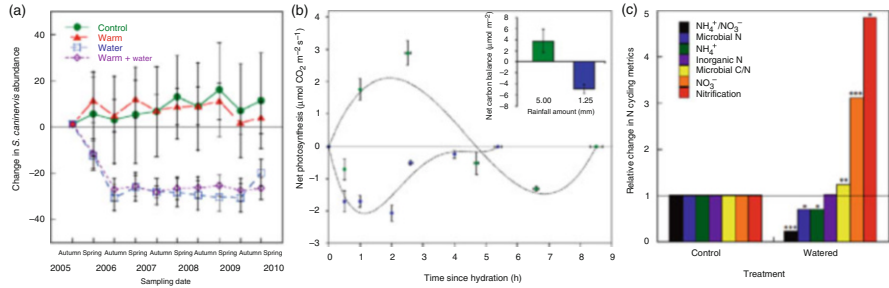 (a)
Control
Warm
Water
Warm + water
Change in S. caninervis abundance
40
20
0
−20
−40
Autumn Spring Autumn Spring Autumn Spring Autumn Spring Autumn Spring
2005 2006 2007 2008 2009 2010
Sampling date
(b)
Net photosynthesis (μmol CO2 m−2 s−1)
4
3
2
1
0
−1
−2
−3
0 1 2 3 4 5 6 7 8 9
Time since hydration (h)
Net carbon balance (μmol m−2)
8
6
4
2
0
−2
−4
−6
−8
5.00 1.25
Rainfall amount (mm)
(c)
NH4+/NO3−
Microbial N
NH4+
Inorganic N
Microbial C/N
NO3−
Nitrification
Relative change in N cycling metrics
5
4
3
2
1
0
***
*
*
**
***
*
Control Watered
Treatment